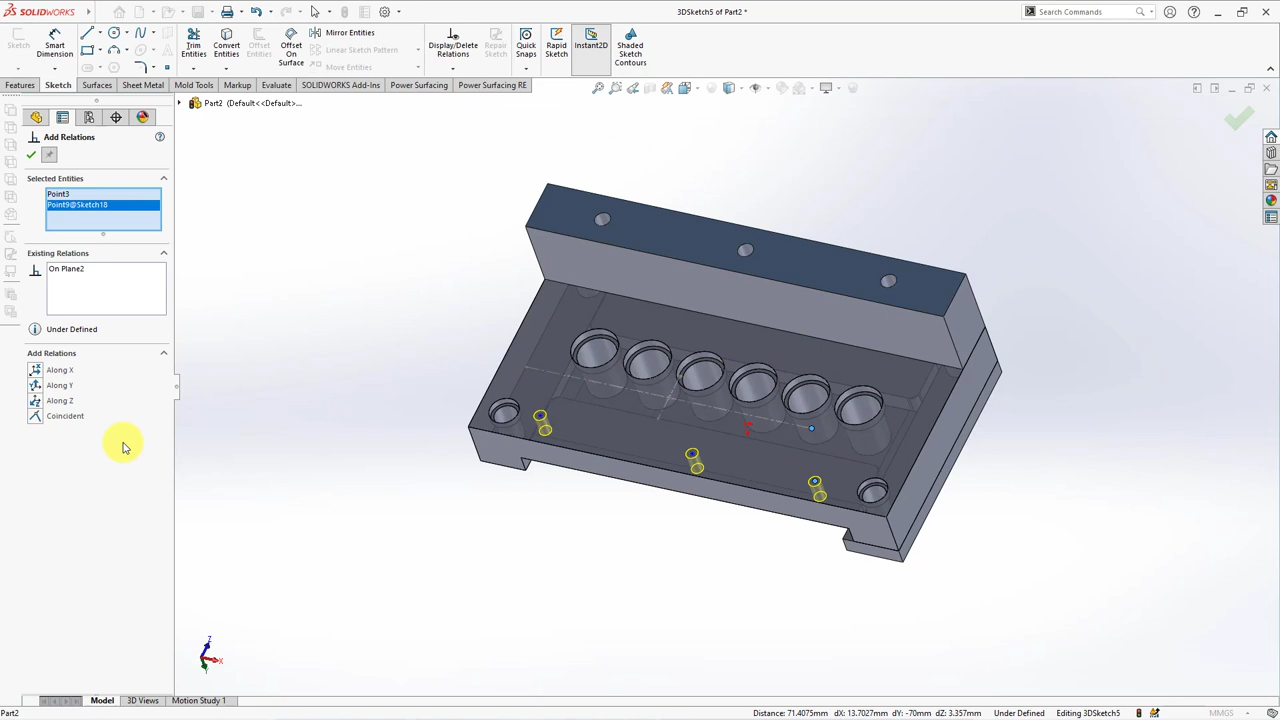 SOLIDWORKS
3DSketch5 of Part2 *
Search Commands
Sketch
Smart Dimension
Trim Entities
Convert Entities
Offset Entities
Offset On Surface
Mirror Entities
Linear Sketch Pattern
Move Entities
Display/Delete Relations
Repair Sketch
Quick Snaps
Rapid Sketch
Instant2D
Shaded Sketch Contours
Features
Sketch
Surfaces
Sheet Metal
Mold Tools
Markup
Evaluate
SOLIDWORKS Add-Ins
Power Surfacing
Power Surfacing RE
Part2 (Default<<Default>...
Add Relations
Selected Entities
Point3
Point9@Sketch18
Existing Relations
On Plane2
Under Defined
Add Relations
Along X
Along Y
Along Z
Coincident
Z
X
Y
Model
3D Views
Motion Study 1
Part2
Distance: 71.4075mm dX: 13.7027mm dY: -70mm dZ: 3.357mm Under Defined Editing 3DSketch5
MMGS